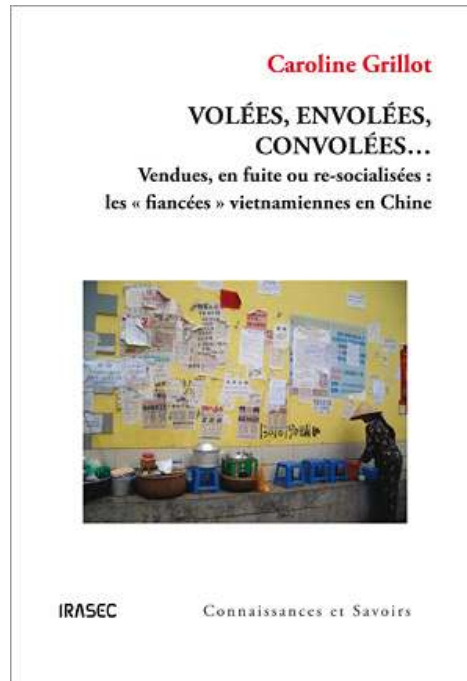 Caroline Grillot
VOLÉES, ENVOLÉES,
CONVOLÉES…
Vendues, en fuite ou re-socialisées :
les « fiancées » vietnamiennes en Chine
IRASEC
Connaissances et Savoirs